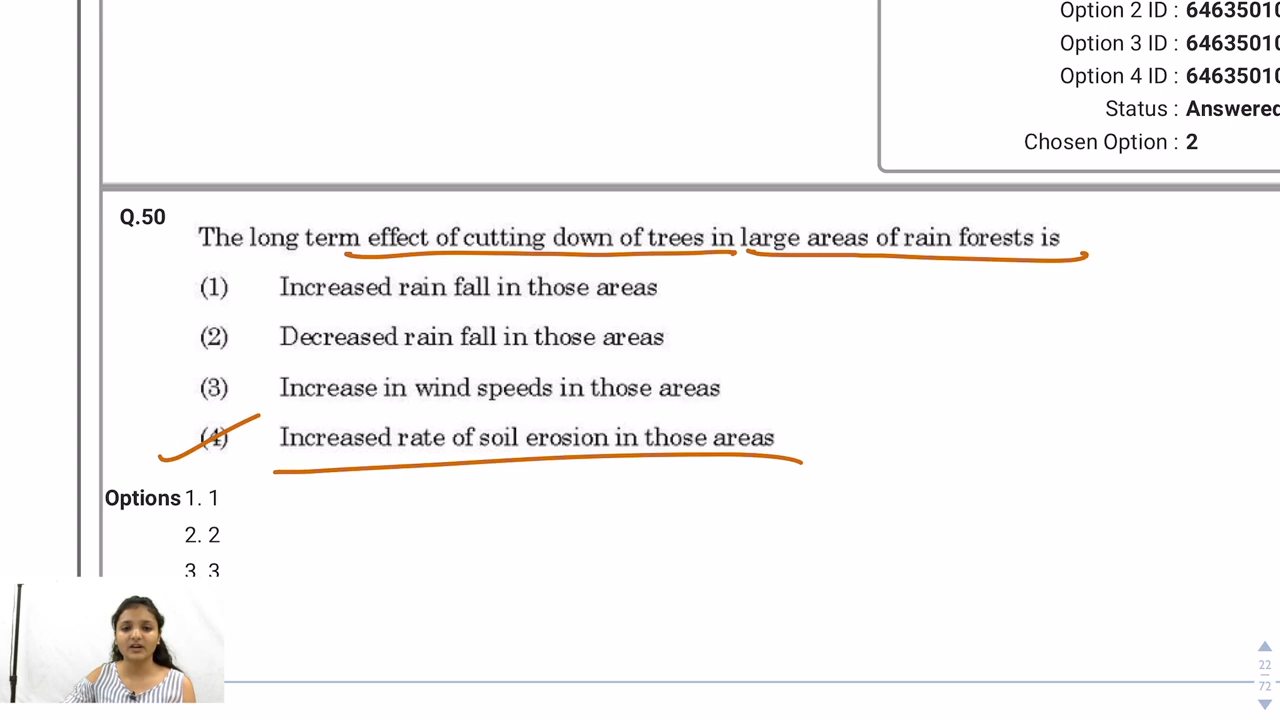 Option 2 ID : 64635010
Option 3 ID : 64635010
Option 4 ID : 64635010
Status : Answered
Chosen Option : 2
Q.50
The long term effect of cutting down of trees in large areas of rain forests is
(1) Increased rain fall in those areas
(2) Decreased rain fall in those areas
(3) Increase in wind speeds in those areas
(4) Increased rate of soil erosion in those areas
Options 1. 1
2. 2
3. 3
22
72